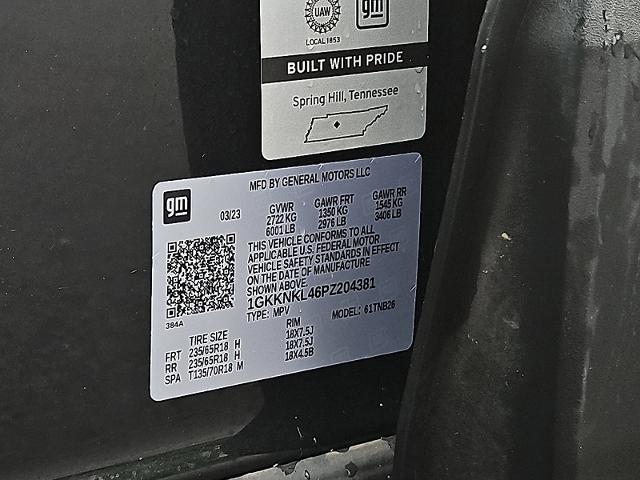 UAW
gm
LOCAL 1853
BUILT WITH PRIDE
Spring Hill, Tennessee
MFD BY GENERAL MOTORS LLC
gm
03/23
GVWR GAWR FRT GAWR RR
2722 KG 1350 KG 1545 KG
6001 LB 2976 LB 3406 LB
THIS VEHICLE CONFORMS TO ALL
APPLICABLE U.S. FEDERAL MOTOR
VEHICLE SAFETY STANDARDS IN EFFECT
ON THE DATE OF MANUFACTURE
SHOWN ABOVE.
1GKKNKL46PZ204381
TYPE: MPV MODEL: 61TNB26
384A
TIRE SIZE RIM
FRT 235/65R18 H 18X7.5J
RR 235/65R18 H 18X7.5J
SPA T135/70R18 M 18X4.5B